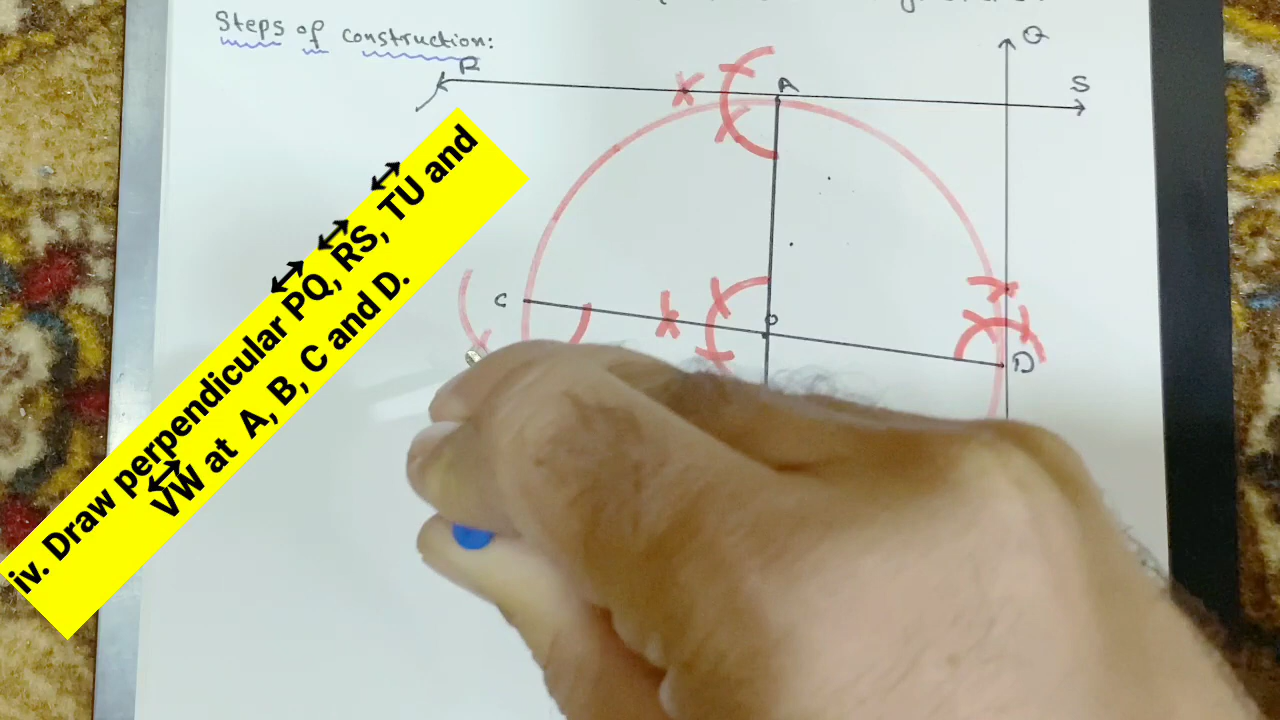 Steps of construction:
R
A
Q
S
C
O
D
iv. Draw perpendicular PQ, RS, TU and
VW at A, B, C and D.